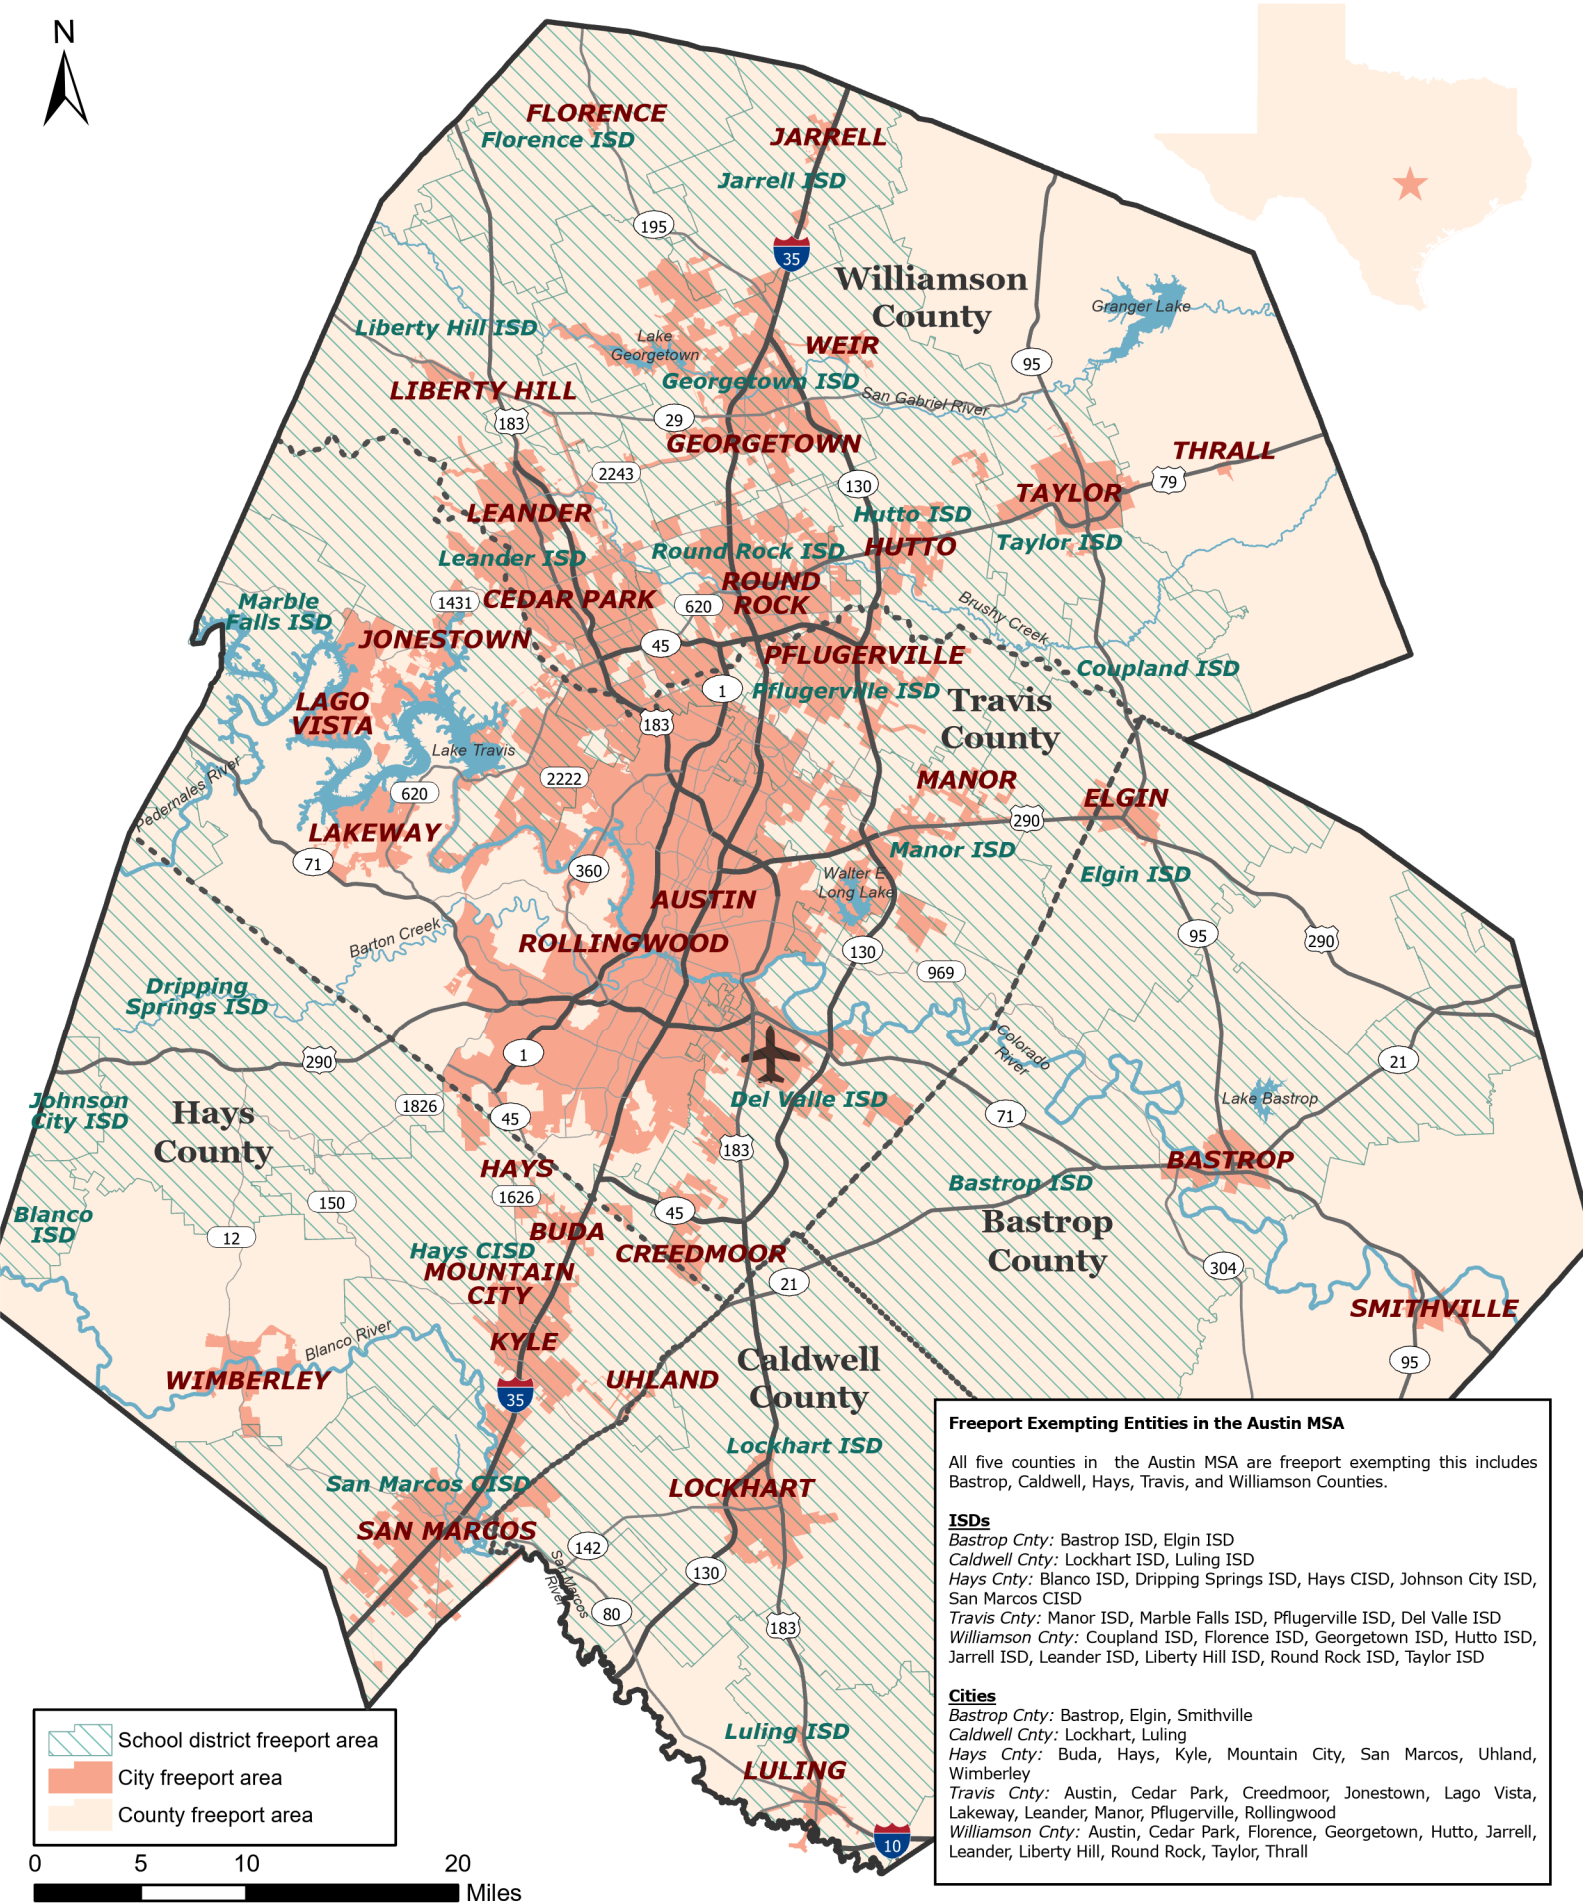 N
FLORENCE
Florence ISD
JARRELL
Jarrell ISD
195
35
Williamson
County
Granger Lake
Liberty Hill ISD
Lake
Georgetown
WEIR
95
Georgetown ISD
LIBERTY HILL
San Gabriel River
183
29
GEORGETOWN
THRALL
2243
130
79
TAYLOR
LEANDER
Hutto ISD
Leander ISD
Round Rock ISD
HUTTO
Taylor ISD
ROUND
ROCK
1431
CEDAR PARK
620
Marble
Falls ISD
Brushy Creek
JONESTOWN
45
PFLUGERVILLE
Coupland ISD
1
Pflugerville ISD
Travis
County
LAGO
VISTA
183
Lake Travis
Pedernales River
620
2222
MANOR
ELGIN
290
LAKEWAY
71
Manor ISD
360
Walter E
Long Lake
Elgin ISD
AUSTIN
Barton Creek
ROLLINGWOOD
130
95
290
969
Dripping
Springs ISD
Colorado
River
290
1
21
Johnson
City ISD
Hays
County
1826
45
Del Valle ISD
Lake Bastrop
71
183
HAYS
1626
BASTROP
Bastrop ISD
150
Blanco
ISD
12
45
Bastrop
County
BUDA
Hays CISD
CREEDMOOR
MOUNTAIN
CITY
21
304
SMITHVILLE
Blanco River
KYLE
Caldwell
County
95
WIMBERLEY
UHLAND
35
Lockhart ISD
San Marcos CISD
LOCKHART
SAN MARCOS
142
San Marcos
River
130
80
183
Luling ISD
LULING
10
Freeport Exempting Entities in the Austin MSA
All five counties in the Austin MSA are freeport exempting this includes
Bastrop, Caldwell, Hays, Travis, and Williamson Counties.
ISDs
Bastrop Cnty: Bastrop ISD, Elgin ISD
Caldwell Cnty: Lockhart ISD, Luling ISD
Hays Cnty: Blanco ISD, Dripping Springs ISD, Hays CISD, Johnson City ISD,
San Marcos CISD
Travis Cnty: Manor ISD, Marble Falls ISD, Pflugerville ISD, Del Valle ISD
Williamson Cnty: Coupland ISD, Florence ISD, Georgetown ISD, Hutto ISD,
Jarrell ISD, Leander ISD, Liberty Hill ISD, Round Rock ISD, Taylor ISD
Cities
Bastrop Cnty: Bastrop, Elgin, Smithville
Caldwell Cnty: Lockhart, Luling
Hays Cnty: Buda, Hays, Kyle, Mountain City, San Marcos, Uhland,
Wimberley
Travis Cnty: Austin, Cedar Park, Creedmoor, Jonestown, Lago Vista,
Lakeway, Leander, Manor, Pflugerville, Rollingwood
Williamson Cnty: Austin, Cedar Park, Florence, Georgetown, Hutto, Jarrell,
Leander, Liberty Hill, Round Rock, Taylor, Thrall
School district freeport area
City freeport area
County freeport area
0 5 10 20
Miles